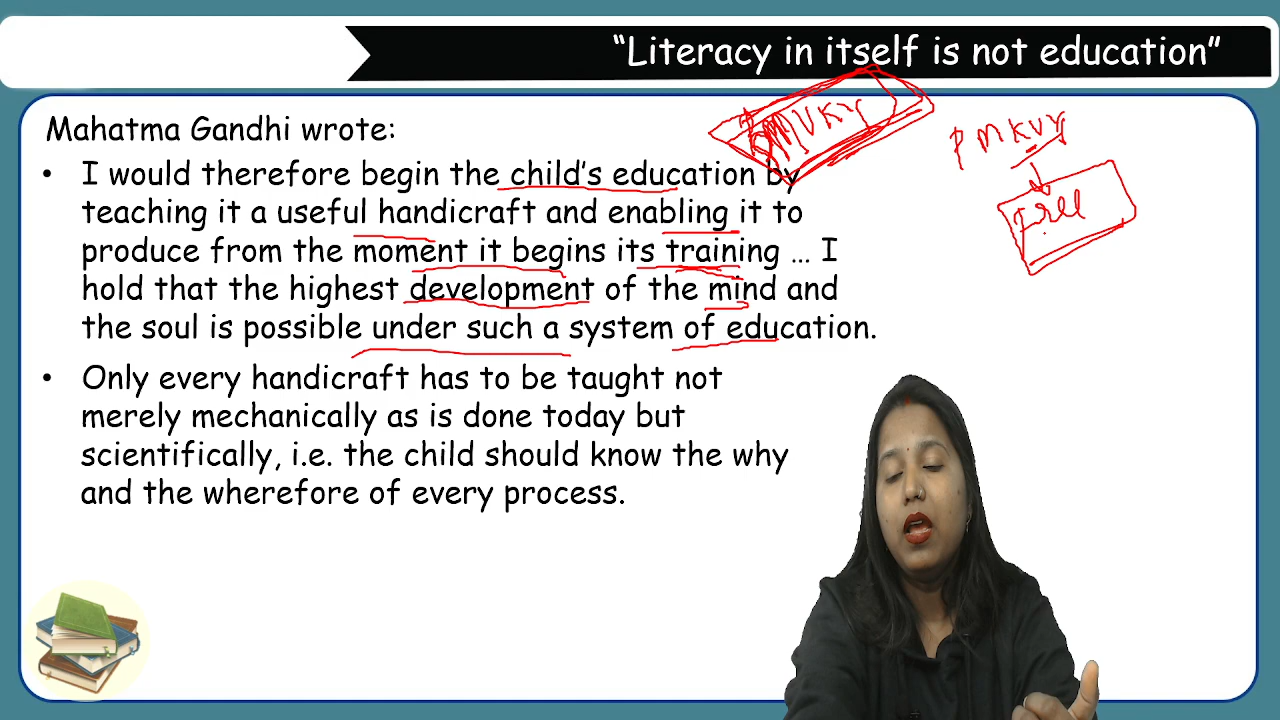 “Literacy in itself is not education”
Mahatma Gandhi wrote:
• I would therefore begin the child's education by
teaching it a useful handicraft and enabling it to
produce from the moment it begins its training ... I
hold that the highest development of the mind and
the soul is possible under such a system of education.
• Only every handicraft has to be taught not
merely mechanically as is done today but
scientifically, i.e. the child should know the why
and the wherefore of every process.
PMKVY
Free